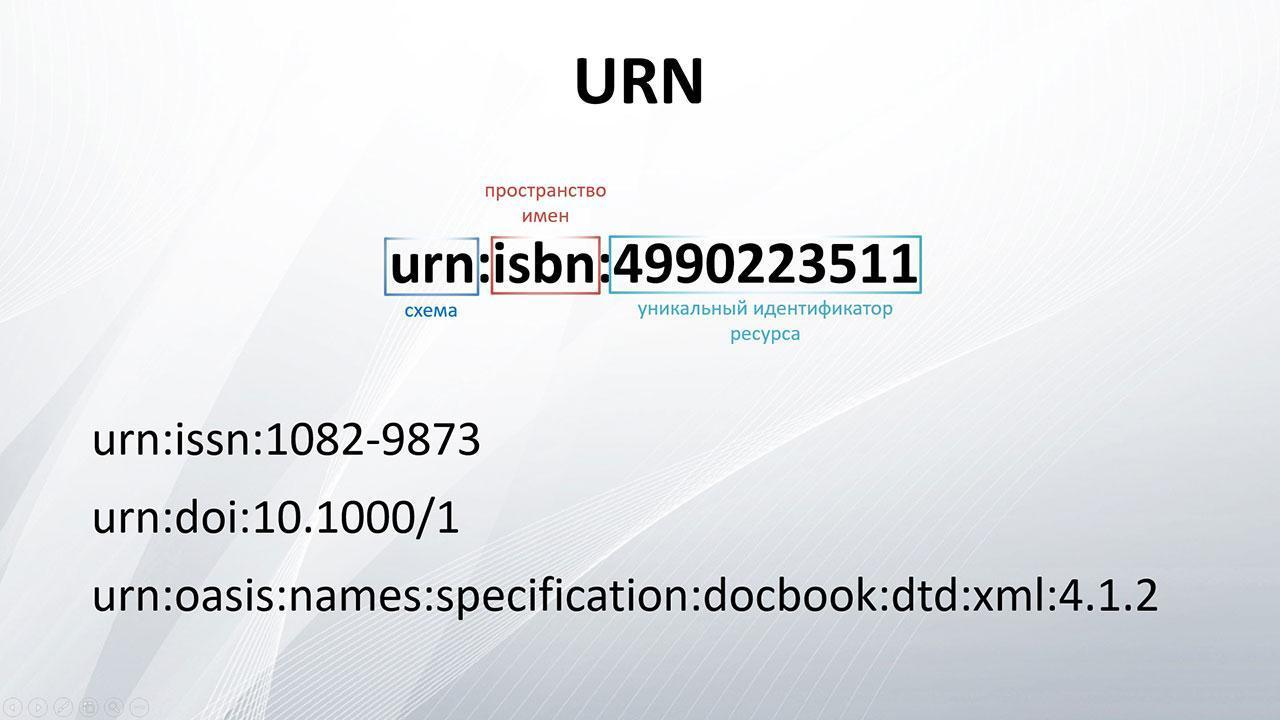 URN
пространство
имен
urn:isbn:4990223511
схема
уникальный идентификатор
ресурса
urn:issn:1082-9873
urn:doi:10.1000/1
urn:oasis:names:specification:docbook:dtd:xml:4.1.2